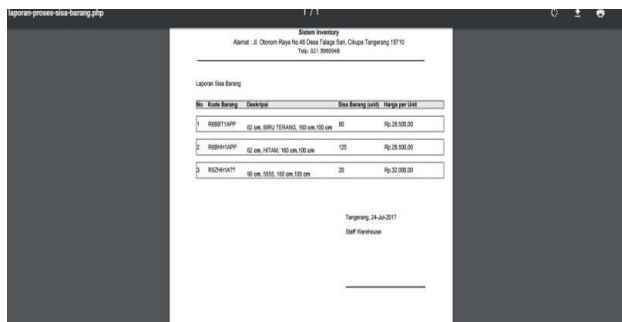 laporan-proses-sisa-barang.php
1 / 1
Sistem Inventory
Alamat : Jl. Otonom Raya No.46 Desa Talaga Sari, Cikupa Tangerang 15710
Telp. 021 5960048
Laporan Sisa Barang
No Kode Barang Deskripsi Sisa Barang (unit) Harga per Unit
1 62 cm, BIRU TERANG, 160 cm,100 cm Rp.28.500,00
2 62 cm, HITAM, 160 cm,100 cm 125 Rp.28.500,00
3 90 cm, 5555, 160 cm,100 cm 20 Rp.32.000,00
Tangerang, 24-Jul-2017
Staff Warehouse